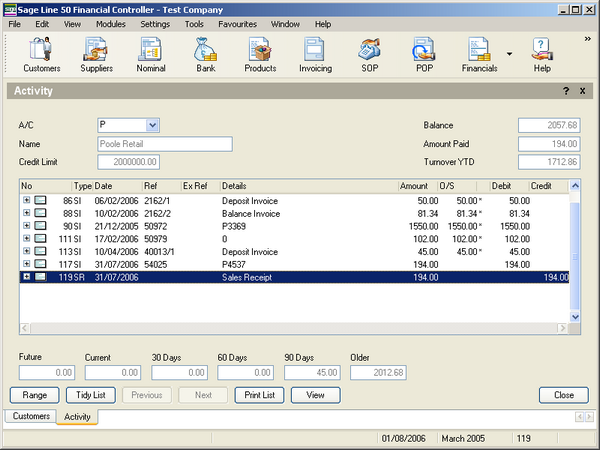 Sage Line 50 Financial Controller - Test Company
File Edit View Modules Settings Tools Favourites Window Help
Customers Suppliers Nominal Bank Products Invoicing SOP POP Financials Help »
Activity ? x
A/C P Balance 2057.68
Name Poole Retail Amount Paid 194.00
Credit Limit 2000000.00 Turnover YTD 1712.86
No Type Date Ref Ex Ref Details Amount O/S Debit Credit
86 SI 06/02/2006 2162/1 Deposit Invoice 50.00 50.00 * 50.00
88 SI 10/02/2006 2162/2 Balance Invoice 81.34 81.34 * 81.34
90 SI 21/12/2005 50972 P3369 1550.00 1550.00 * 1550.00
111 SI 17/02/2006 50979 0 102.00 102.00 * 102.00
113 SI 10/04/2006 40013/1 Deposit Invoice 45.00 45.00 * 45.00
117 SI 31/07/2006 54025 P4537 194.00 194.00
119 SR 31/07/2006 Sales Receipt 194.00 194.00
Future Current 30 Days 60 Days 90 Days Older
0.00 0.00 0.00 0.00 45.00 2012.68
Range Tidy List Previous Next Print List View Close
Customers Activity
01/08/2006 March 2005 119